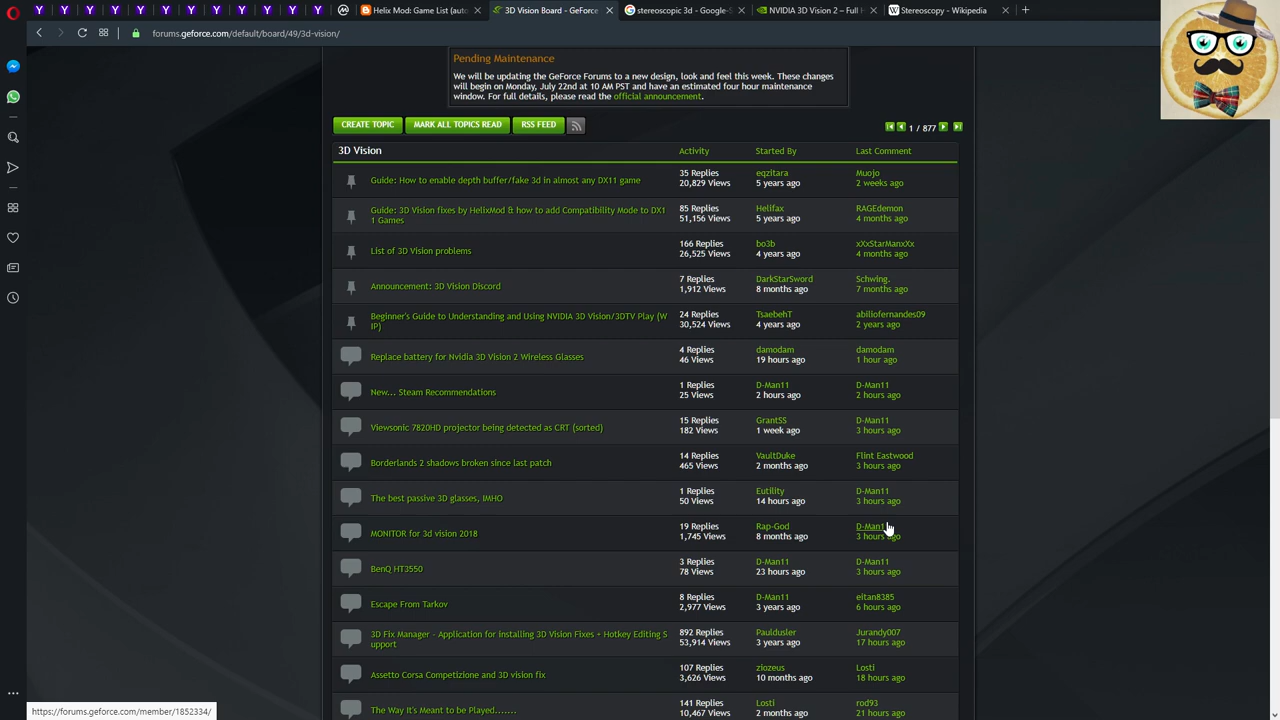 Helix Mod: Game List (auto
3D Vision Board - GeForce
stereoscopic 3d - Google-S
NVIDIA 3D Vision 2 – Full H
Stereoscopy - Wikipedia
forums.geforce.com/default/board/49/3d-vision/
Pending Maintenance
We will be updating the GeForce Forums to a new design, look and feel this week. These changes
will begin on Monday, July 22nd at 10 AM PST and have an estimated four hour maintenance
window. For full details, please read the official announcement.
CREATE TOPIC MARK ALL TOPICS READ RSS FEED 1 / 877
3D Vision Activity Started By Last Comment
Guide: How to enable depth buffer/fake 3d in almost any DX11 game
35 Replies eqzitara Muojo
20,829 Views 5 years ago 2 weeks ago
Guide: 3D Vision fixes by HelixMod & how to add Compatibility Mode to DX1
1 Games
85 Replies Helifax RAGEdemon
51,156 Views 5 years ago 4 months ago
List of 3D Vision problems
166 Replies bo3b xXxStarManxXx
26,525 Views 4 years ago 4 months ago
Announcement: 3D Vision Discord
7 Replies DarkStarSword Schwing.
1,912 Views 8 months ago 7 months ago
Beginner's Guide to Understanding and Using NVIDIA 3D Vision/3DTV Play (W
IP)
24 Replies TsaebehT abiliofernandes09
30,524 Views 4 years ago 2 years ago
Replace battery for Nvidia 3D Vision 2 Wireless Glasses
4 Replies damodam damodam
46 Views 19 hours ago 1 hour ago
New... Steam Recommendations
1 Replies D-Man11 D-Man11
25 Views 2 hours ago 2 hours ago
Viewsonic 7820HD projector being detected as CRT (sorted)
15 Replies GrantSS D-Man11
182 Views 1 week ago 3 hours ago
Borderlands 2 shadows broken since last patch
14 Replies VaultDuke Flint Eastwood
465 Views 2 months ago 3 hours ago
The best passive 3D glasses, IMHO
1 Replies Eutility D-Man11
50 Views 14 hours ago 3 hours ago
MONITOR for 3d vision 2018
19 Replies Rap-God D-Man1
1,745 Views 8 months ago 3 hours ago
BenQ HT3550
3 Replies D-Man11 D-Man11
78 Views 23 hours ago 3 hours ago
Escape From Tarkov
8 Replies D-Man11 eitan8385
2,977 Views 3 years ago 6 hours ago
3D Fix Manager - Application for installing 3D Vision Fixes + Hotkey Editing S
upport
892 Replies Pauldusler Jurandy007
53,914 Views 3 years ago 17 hours ago
Assetto Corsa Competizione and 3D vision fix
107 Replies ziozeus Losti
3,626 Views 10 months ago 18 hours ago
The Way It's Meant to be Played.......
141 Replies Losti rod93
10,467 Views 2 months ago 21 hours ago
https://forums.geforce.com/member/1852334/